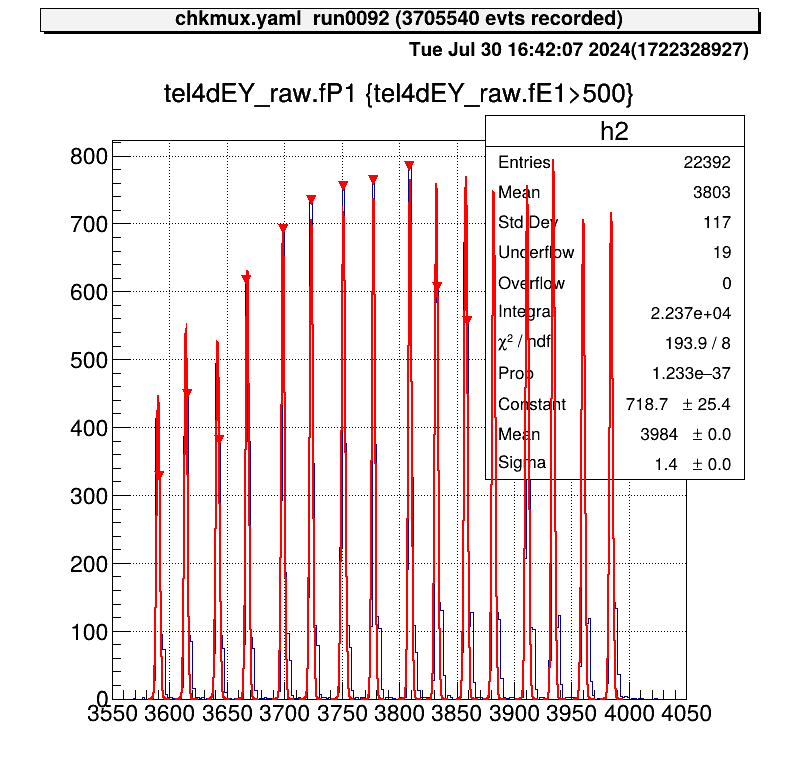 chkmux.yaml run0092 (3705540 evts recorded)
Tue Jul 30 16:42:07 2024(1722328927)
tel4dEY_raw.fP1 {tel4dEY_raw.fE1>500}
h2
Entries 22392
Mean 3803
Std Dev 117
Underflow 19
Overflow 0
Integral 2.237e+04
χ² / ndf 193.9 / 8
Prob 1.233e−37
Constant 718.7 ± 25.4
Mean 3984 ± 0.0
Sigma 1.4 ± 0.0
800
700
600
500
400
300
200
100
0
3550 3600 3650 3700 3750 3800 3850 3900 3950 4000 4050